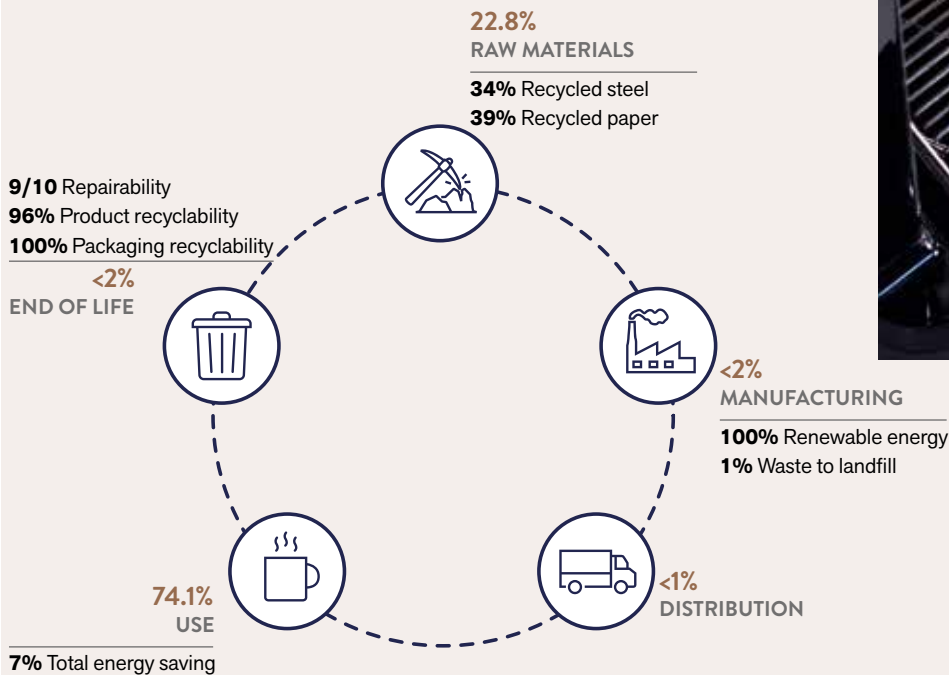 22.8%
RAW MATERIALS
34% Recycled steel
39% Recycled paper
9/10 Repairability
96% Product recyclability
100% Packaging recyclability
<2%
END OF LIFE
<2%
MANUFACTURING
100% Renewable energy
1% Waste to landfill
74.1%
USE
7% Total energy saving
<1%
DISTRIBUTION